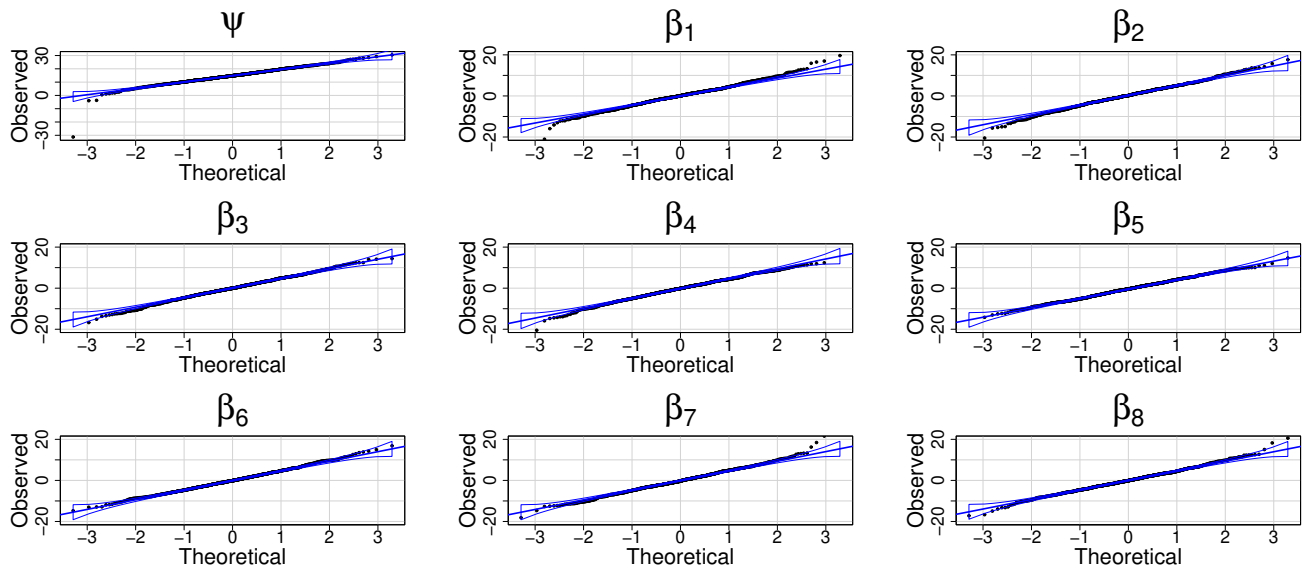 ψ β1 β2
Observed −30 0 30 Observed −20 0 20 Observed −20 0 20
−3 −2 −1 0 1 2 3 −3 −2 −1 0 1 2 3 −3 −2 −1 0 1 2 3
Theoretical Theoretical Theoretical
β3 β4 β5
Observed −20 0 20 Observed −20 0 20 Observed −20 0 20
−3 −2 −1 0 1 2 3 −3 −2 −1 0 1 2 3 −3 −2 −1 0 1 2 3
Theoretical Theoretical Theoretical
β6 β7 β8
Observed −20 0 20 Observed −20 0 20 Observed −20 0 20
−3 −2 −1 0 1 2 3 −3 −2 −1 0 1 2 3 −3 −2 −1 0 1 2 3
Theoretical Theoretical Theoretical